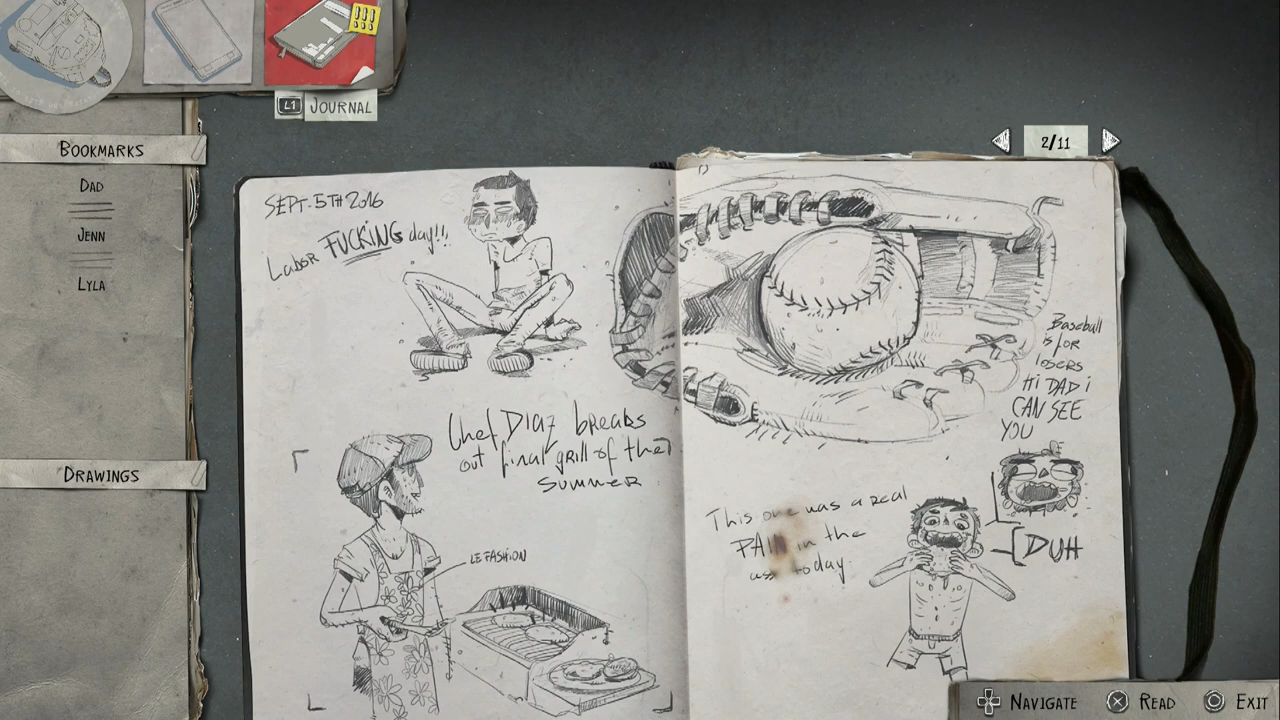 L1 JOURNAL
BOOKMARKS
DAD
JENN
LYLA
DRAWINGS
2/11
SEPT. 5TH 2016
Labor FUCKING day!!
Chef Diaz breaks
out final grill of the
summer
LE FASHION
Baseball
is for
losers
Hi DAD i
CAN SEE
YOU
This one was a real
PAIN in the
ass today.
DUH
NAVIGATE
READ
EXIT